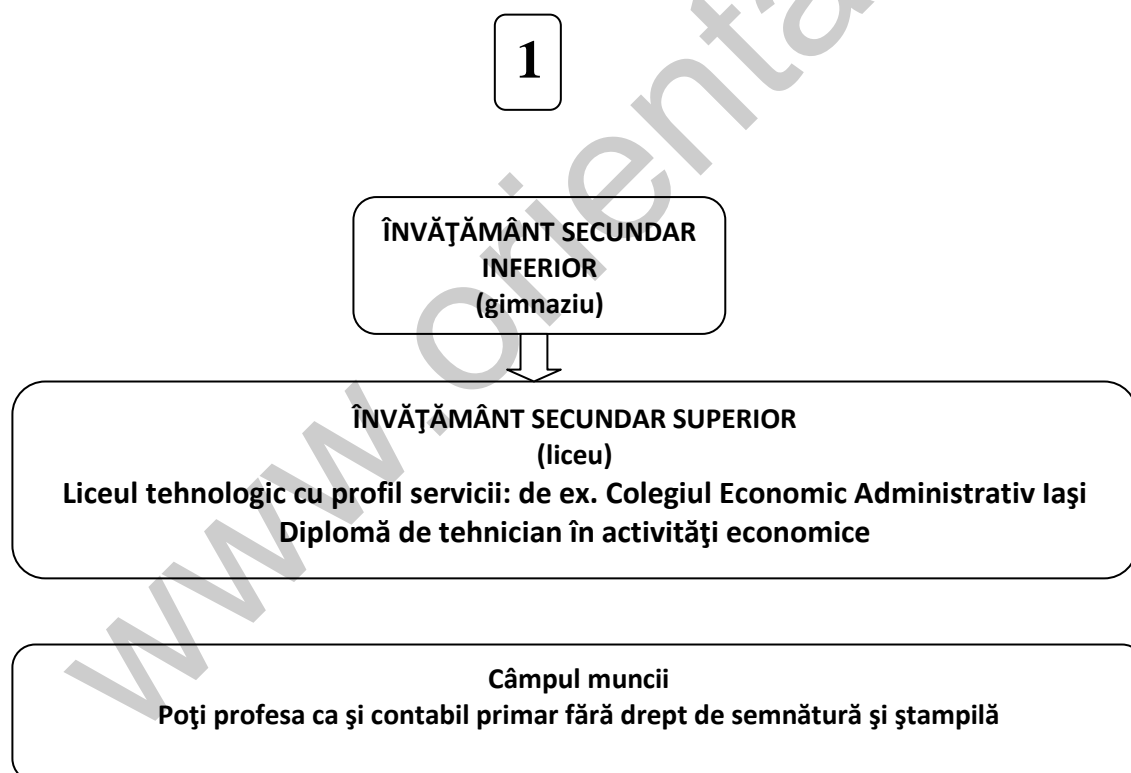 1
ÎNVĂŢĂMÂNT SECUNDAR
INFERIOR
(gimnaziu)
ÎNVĂŢĂMÂNT SECUNDAR SUPERIOR
(liceu)
Liceul tehnologic cu profil servicii: de ex. Colegiul Economic Administrativ Iaşi
Diplomă de tehnician în activităţi economice
Câmpul muncii
Poţi profesa ca şi contabil primar fără drept de semnătură şi ştampilă
www.orienta